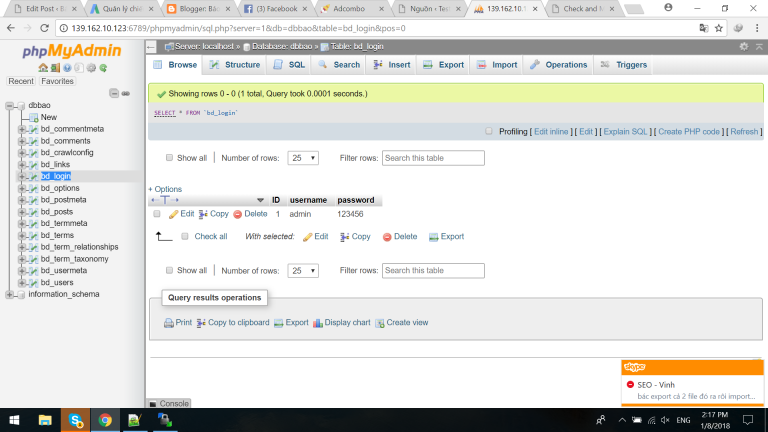 Edit Post ‹ B
Quản lý chiế
Blogger: Bà
(3) Facebook
Adcombo
Nguồn ‹ Tec
139.162.10.1
Check and M
139.162.10.123:6789/phpmyadmin/sql.php?server=1&db=dbbao&table=bd_login&pos=0
phpMyAdmin
Recent Favorites
dbbao
New
bd_commentmeta
bd_comments
bd_crawlconfig
bd_links
bd_login
bd_options
bd_postmeta
bd_posts
bd_termmeta
bd_terms
bd_term_relationships
bd_term_taxonomy
bd_usermeta
bd_users
information_schema
Server: localhost » Database: dbbao » Table: bd_login
Browse Structure SQL Search Insert Export Import Operations Triggers
Showing rows 0 - 0 (1 total, Query took 0.0001 seconds.)
SELECT * FROM `bd_login`
Profiling [ Edit inline ] [ Edit ] [ Explain SQL ] [ Create PHP code ] [ Refresh ]
Show all Number of rows: 25 Filter rows: Search this table
+ Options
ID username password
Edit Copy Delete 1 admin 123456
Check all With selected: Edit Copy Delete Export
Show all Number of rows: 25 Filter rows: Search this table
Query results operations
Print Copy to clipboard Export Display chart Create view
Console
skype
SEO - Vinh
bác export cả 2 file đó ra rồi import...
ENG
2:17 PM
1/8/2018